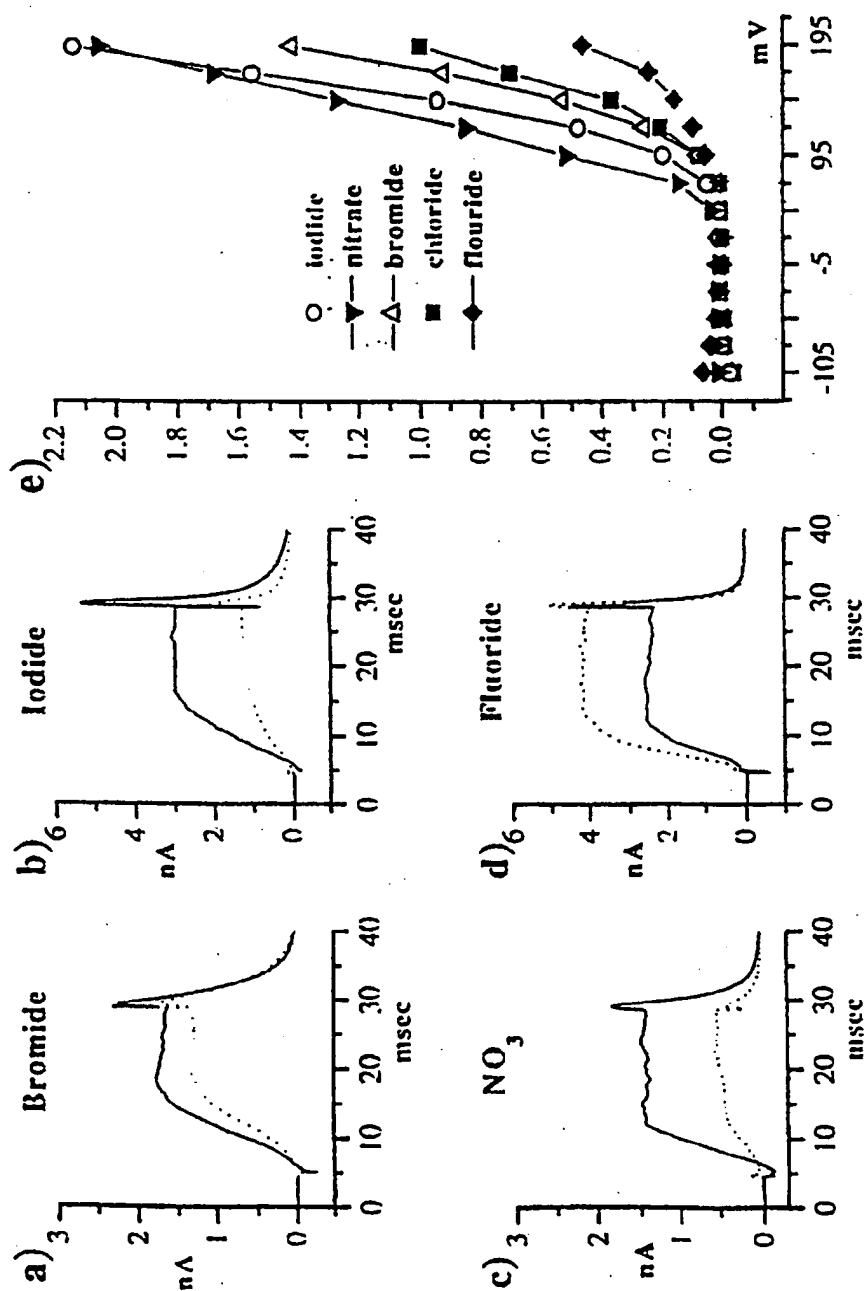 a)
Bromide
3
2
1
0
nA
0 10 20 30 40
msec
b)
Iodide
6
4
2
0
nA
0 10 20 30 40
msec
c)
NO3
3
2
1
0
nA
0 10 20 30 40
msec
d)
Fluoride
6
4
2
0
nA
0 10 20 30 40
msec
e)
2.2
2.0
1.8
1.6
1.4
1.2
1.0
0.8
0.6
0.4
0.2
0.0
iodide
nitrate
bromide
chloride
flouride
-105 -5 95 195
mV